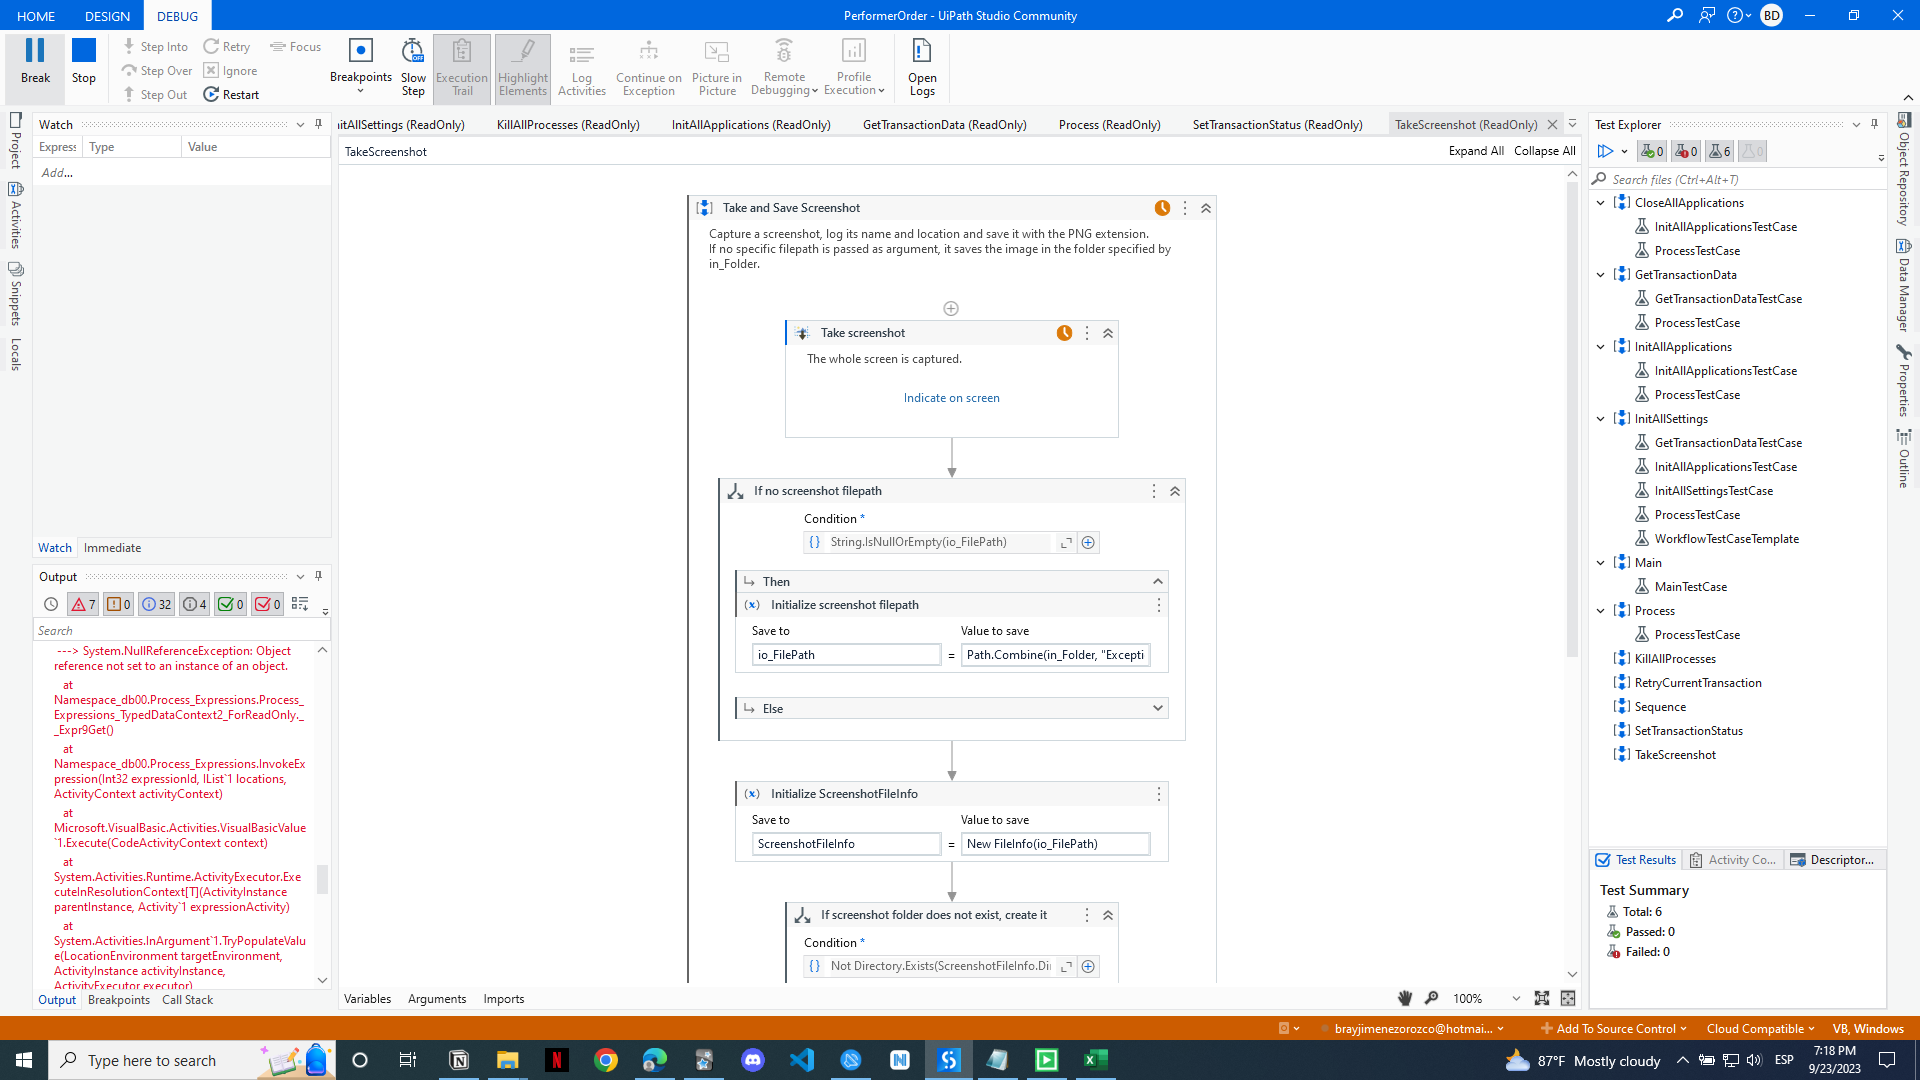 HOME
DESIGN
DEBUG
PerformerOrder - UiPath Studio Community
BD
Break
Stop
Step Into
Step Over
Step Out
Retry
Ignore
Restart
Focus
Breakpoints
Slow
Step
Execution
Trail
Highlight
Elements
Log
Activities
Continue on
Exception
Picture in
Picture
Remote
Debugging
Profile
Execution
Open
Logs
Project
Activities
Snippets
Locals
Watch
Express
Type
Value
Add...
Watch
Immediate
Output
7
0
32
4
0
0
Search
---> System.NullReferenceException: Object
reference not set to an instance of an object.
at
Namespace_db00.Process_Expressions.Process_
Expressions_TypedDataContext2_ForReadOnly._
_Expr9Get()
at
Namespace_db00.Process_Expressions.InvokeEx
pression(Int32 expressionId, IList`1 locations,
ActivityContext activityContext)
at
Microsoft.VisualBasic.Activities.VisualBasicValue
`1.Execute(CodeActivityContext context)
at
System.Activities.Runtime.ActivityExecutor.Exe
cuteInResolutionContext[T](ActivityInstance
parentInstance, Activity`1 expressionActivity)
at
System.Activities.InArgument`1.TryPopulateValu
e(LocationEnvironment targetEnvironment,
ActivityInstance activityInstance,
ActivityExecutor executor)
Output
Breakpoints
Call Stack
itAllSettings (ReadOnly)
KillAllProcesses (ReadOnly)
InitAllApplications (ReadOnly)
GetTransactionData (ReadOnly)
Process (ReadOnly)
SetTransactionStatus (ReadOnly)
TakeScreenshot (ReadOnly)
TakeScreenshot
Expand All
Collapse All
Take and Save Screenshot
Capture a screenshot, log its name and location and save it with the PNG extension.
If no specific filepath is passed as argument, it saves the image in the folder specified by
in_Folder.
Take screenshot
The whole screen is captured.
Indicate on screen
If no screenshot filepath
Condition *
String.IsNullOrEmpty(io_FilePath)
Then
Initialize screenshot filepath
Save to
Value to save
io_FilePath
=
Path.Combine(in_Folder, "Excepti
Else
Initialize ScreenshotFileInfo
Save to
Value to save
ScreenshotFileInfo
=
New FileInfo(io_FilePath)
If screenshot folder does not exist, create it
Condition *
Not Directory.Exists(ScreenshotFileInfo.Dir
Variables
Arguments
Imports
100%
Test Explorer
0
0
6
0
Search files (Ctrl+Alt+T)
CloseAllApplications
InitAllApplicationsTestCase
ProcessTestCase
GetTransactionData
GetTransactionDataTestCase
ProcessTestCase
InitAllApplications
InitAllApplicationsTestCase
ProcessTestCase
InitAllSettings
GetTransactionDataTestCase
InitAllApplicationsTestCase
InitAllSettingsTestCase
ProcessTestCase
WorkflowTestCaseTemplate
Main
MainTestCase
Process
ProcessTestCase
KillAllProcesses
RetryCurrentTransaction
Sequence
SetTransactionStatus
TakeScreenshot
Test Results
Activity Co...
Descriptor...
Test Summary
Total: 6
Passed: 0
Failed: 0
Object Repository
Data Manager
Properties
Outline
brayjimenezorozco@hotmai...
Add To Source Control
Cloud Compatible
VB, Windows
Type here to search
87°F Mostly cloudy
ESP
7:18 PM
9/23/2023